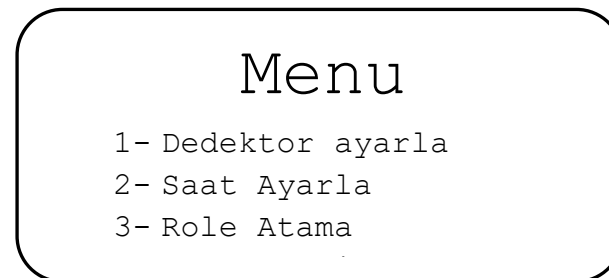 Menu
1- Dedektor ayarla
2- Saat Ayarla
3- Role Atama